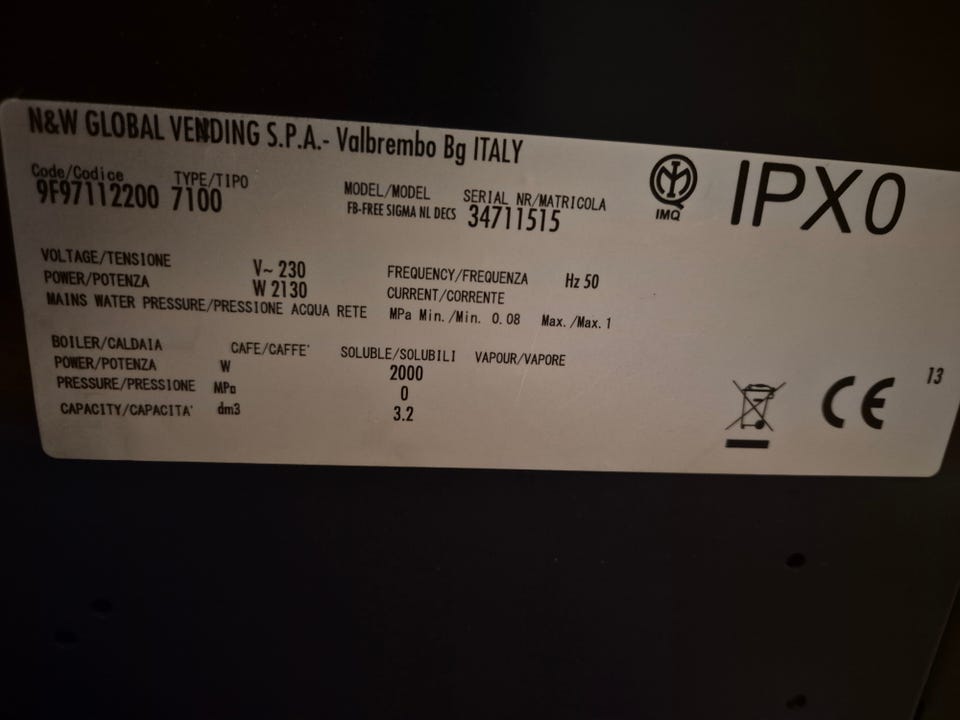 N&W GLOBAL VENDING S.P.A.- Valbrembo Bg ITALY
Code/Codice TYPE/TIPO MODEL/MODEL SERIAL NR/MATRICOLA
9F97112200 7100 FB-FREE SIGMA NL DECS 34711515
IMQ
IPX0
VOLTAGE/TENSIONE V~ 230 FREQUENCY/FREQUENZA Hz 50
POWER/POTENZA W 2130 CURRENT/CORRENTE
MAINS WATER PRESSURE/PRESSIONE ACQUA RETE MPa Min./Min. 0.08 Max./Max. 1
BOILER/CALDAIA CAFE/CAFFE' SOLUBLE/SOLUBILI VAPOUR/VAPORE
POWER/POTENZA W 2000
PRESSURE/PRESSIONE MPa 0
CAPACITY/CAPACITA' dm3 3.2
CE
13